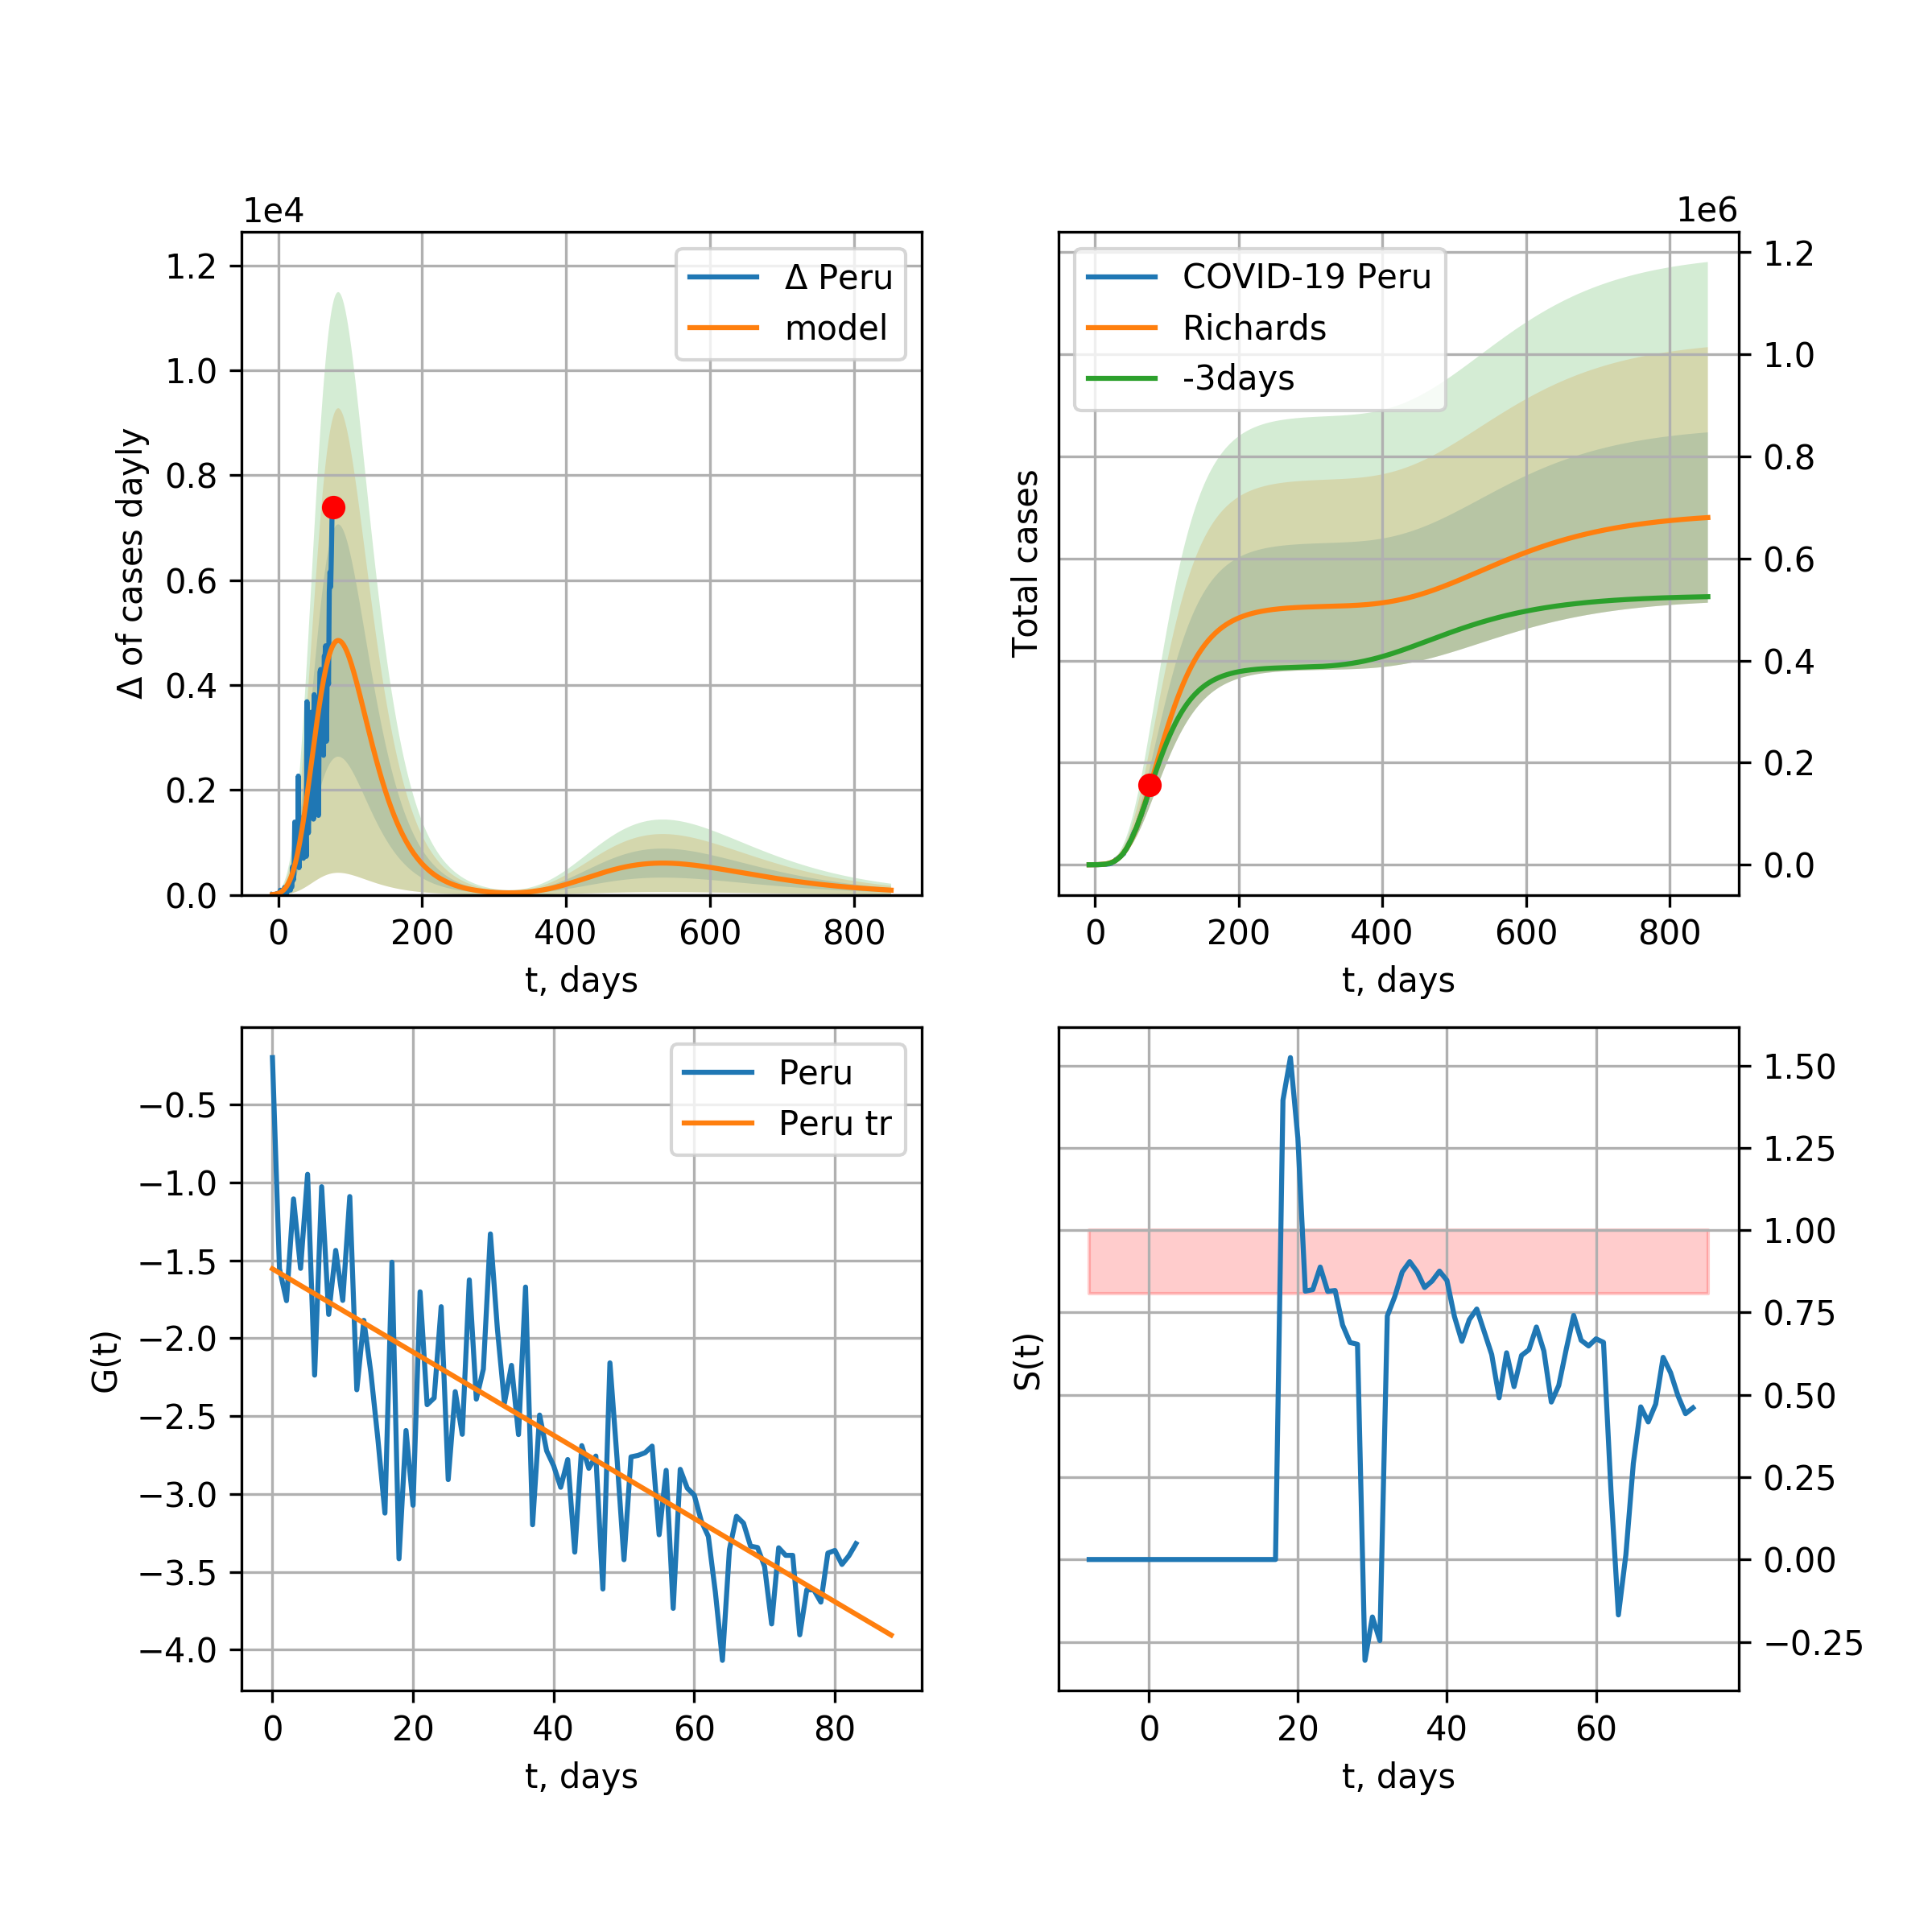 1e4
1.2
1.0
0.8
0.6
0.4
0.2
0.0
Δ of cases dayly
0 200 400 600 800
t, days
Δ Peru
model
1e6
COVID-19 Peru
Richards
-3days
1.2
1.0
0.8
0.6
0.4
0.2
0.0
Total cases
0 200 400 600 800
t, days
−0.5
−1.0
−1.5
−2.0
−2.5
−3.0
−3.5
−4.0
G(t)
Peru
Peru tr
0 20 40 60 80
t, days
S(t)
1.50
1.25
1.00
0.75
0.50
0.25
0.00
−0.25
0 20 40 60
t, days